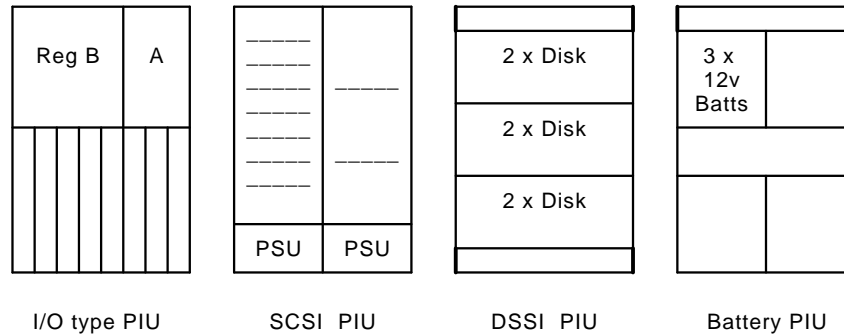 Reg B
A
2 x Disk
3 x
12v
Batts
2 x Disk
2 x Disk
PSU
PSU
I/O type PIU
SCSI PIU
DSSI PIU
Battery PIU